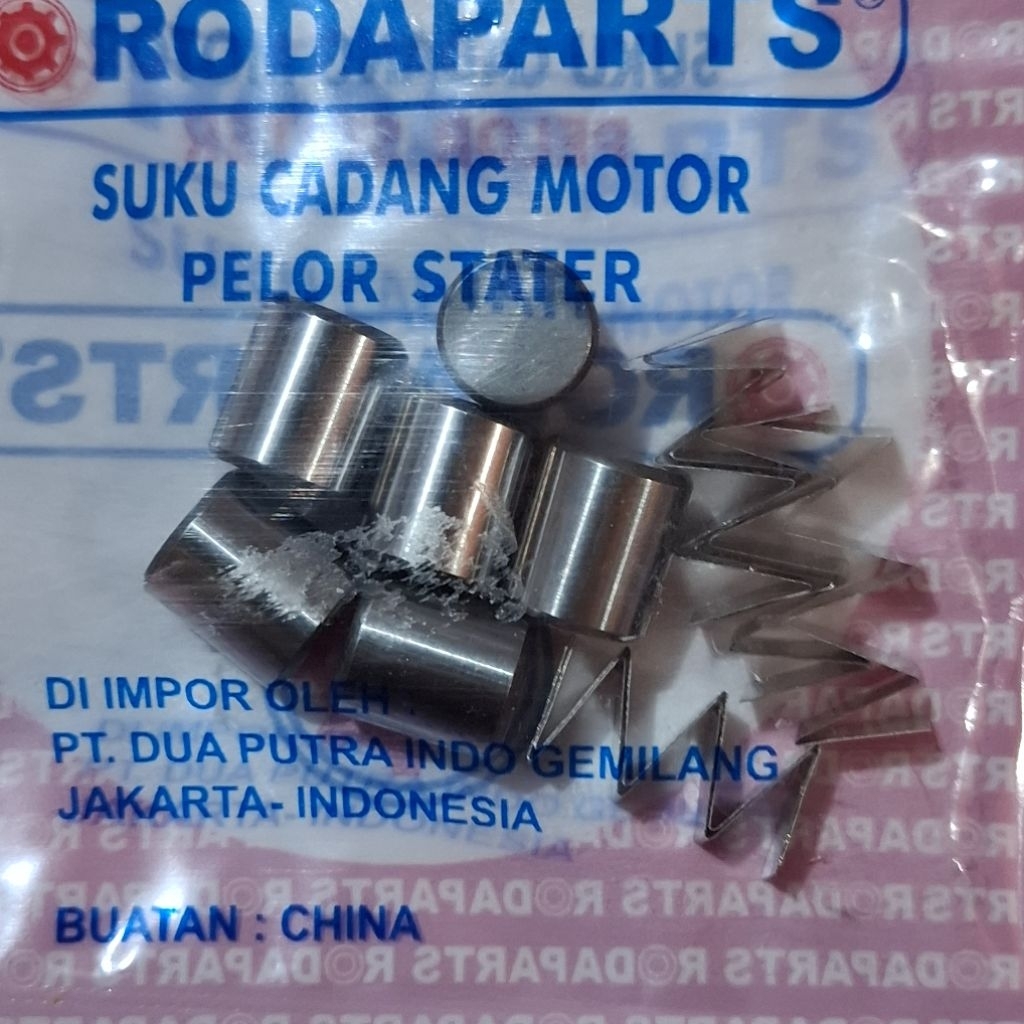 RODAPARTS®
SUKU CADANG MOTOR
PELOR STATER
DI IMPOR OLEH :
PT. DUA PUTRA INDO GEMILANG
JAKARTA- INDONESIA
BUATAN : CHINA